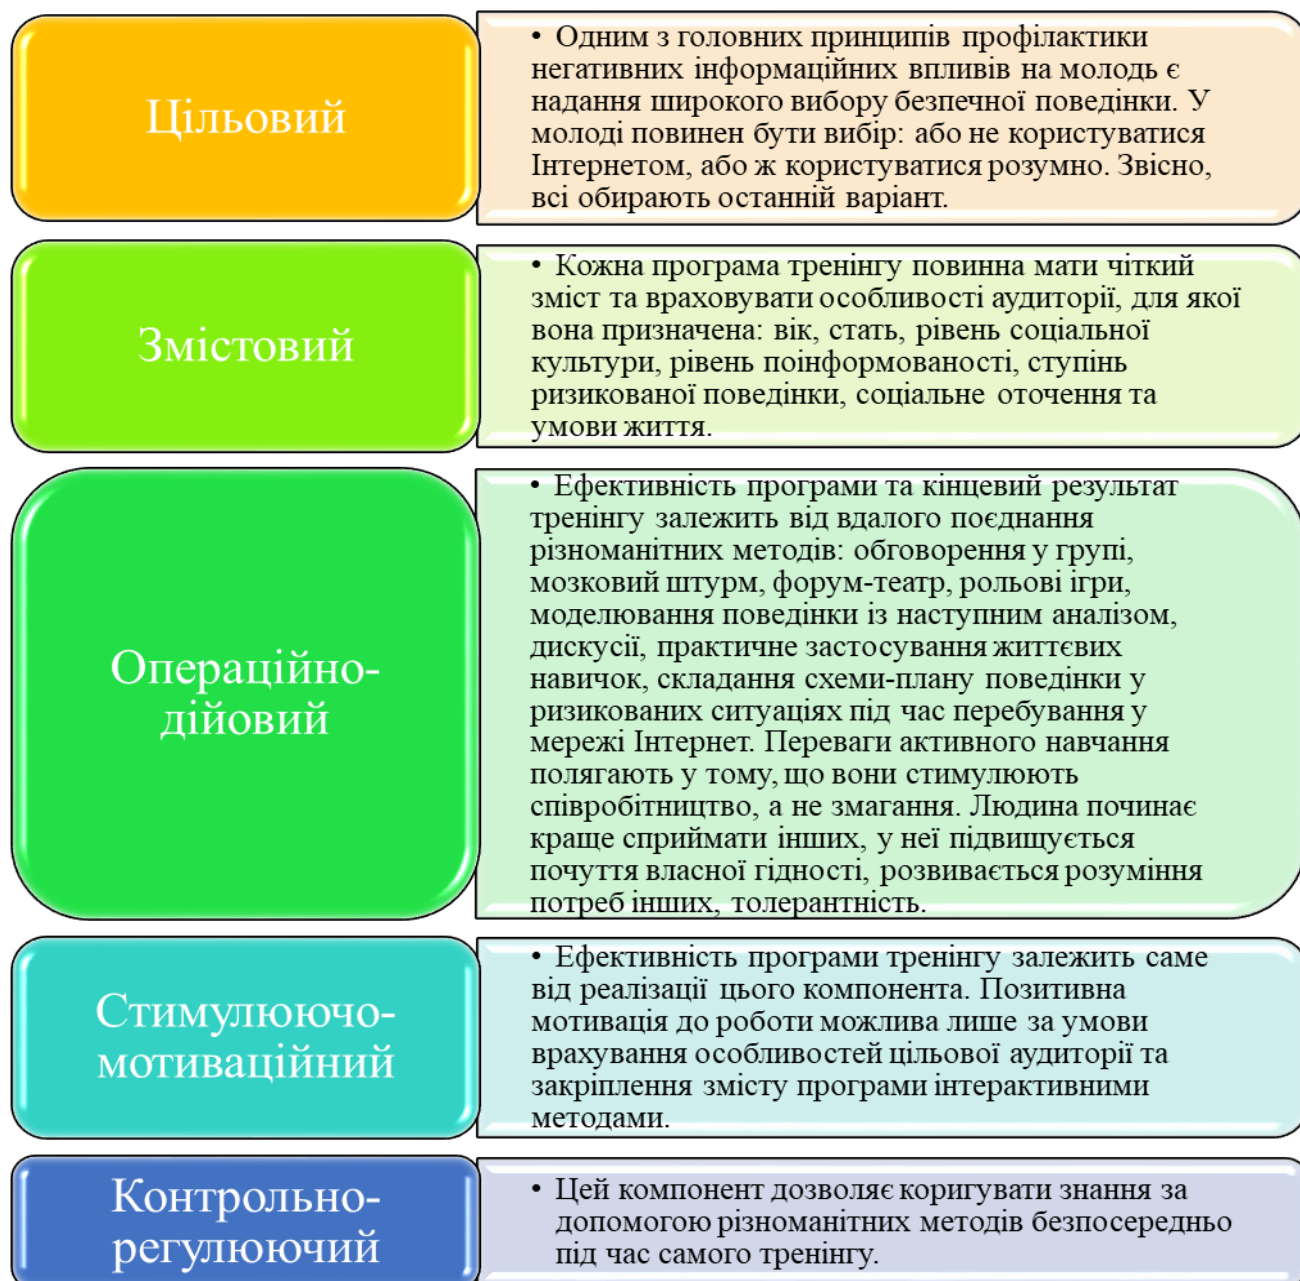 Цільовий
• Одним з головних принципів профілактики
негативних інформаційних впливів на молодь є
надання широкого вибору безпечної поведінки. У
молоді повинен бути вибір: або не користуватися
Інтернетом, або ж користуватися розумно. Звісно,
всі обирають останній варіант.
Змістовий
• Кожна програма тренінгу повинна мати чіткий
зміст та враховувати особливості аудиторії, для якої
вона призначена: вік, стать, рівень соціальної
культури, рівень поінформованості, ступінь
ризикованої поведінки, соціальне оточення та
умови життя.
Операційно-
дійовий
• Ефективність програми та кінцевий результат
тренінгу залежить від вдалого поєднання
різноманітних методів: обговорення у групі,
мозковий штурм, форум-театр, рольові ігри,
моделювання поведінки із наступним аналізом,
дискусії, практичне застосування життєвих
навичок, складання схеми-плану поведінки у
ризикованих ситуаціях під час перебування у
мережі Інтернет. Переваги активного навчання
полягають у тому, що вони стимулюють
співробітництво, а не змагання. Людина починає
краще сприймати інших, у неї підвищується
почуття власної гідності, розвивається розуміння
потреб інших, толерантність.
Стимулюючо-
мотиваційний
• Ефективність програми тренінгу залежить саме
від реалізації цього компонента. Позитивна
мотивація до роботи можлива лише за умови
врахування особливостей цільової аудиторії та
закріплення змісту програми інтерактивними
методами.
Контрольно-
регулюючий
• Цей компонент дозволяє коригувати знання за
допомогою різноманітних методів безпосередньо
під час самого тренінгу.